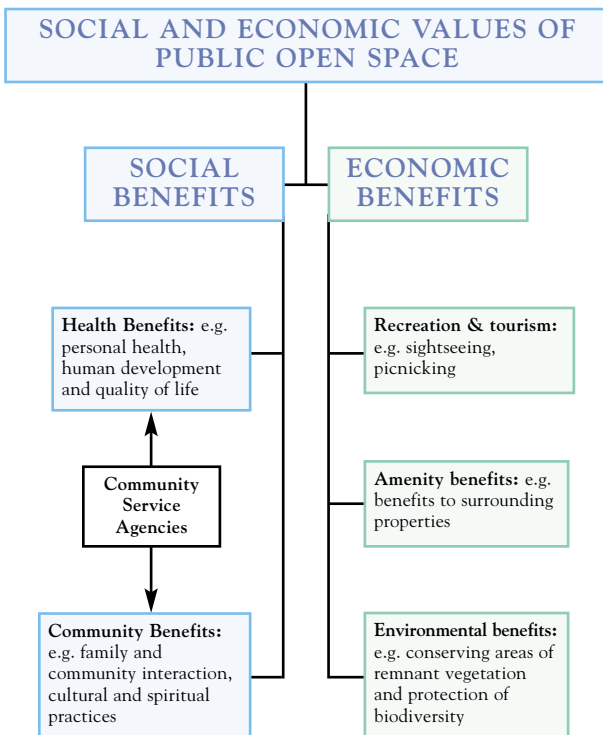 SOCIAL AND ECONOMIC VALUES OF
PUBLIC OPEN SPACE
SOCIAL
BENEFITS
ECONOMIC
BENEFITS
Health Benefits: e.g.
personal health,
human development
and quality of life
Recreation & tourism:
e.g. sightseeing,
picnicking
Community
Service
Agencies
Amenity benefits: e.g.
benefits to surrounding
properties
Community Benefits:
e.g. family and
community interaction,
cultural and spiritual
practices
Environmental benefits:
e.g. conserving areas of
remnant vegetation
and protection of
biodiversity